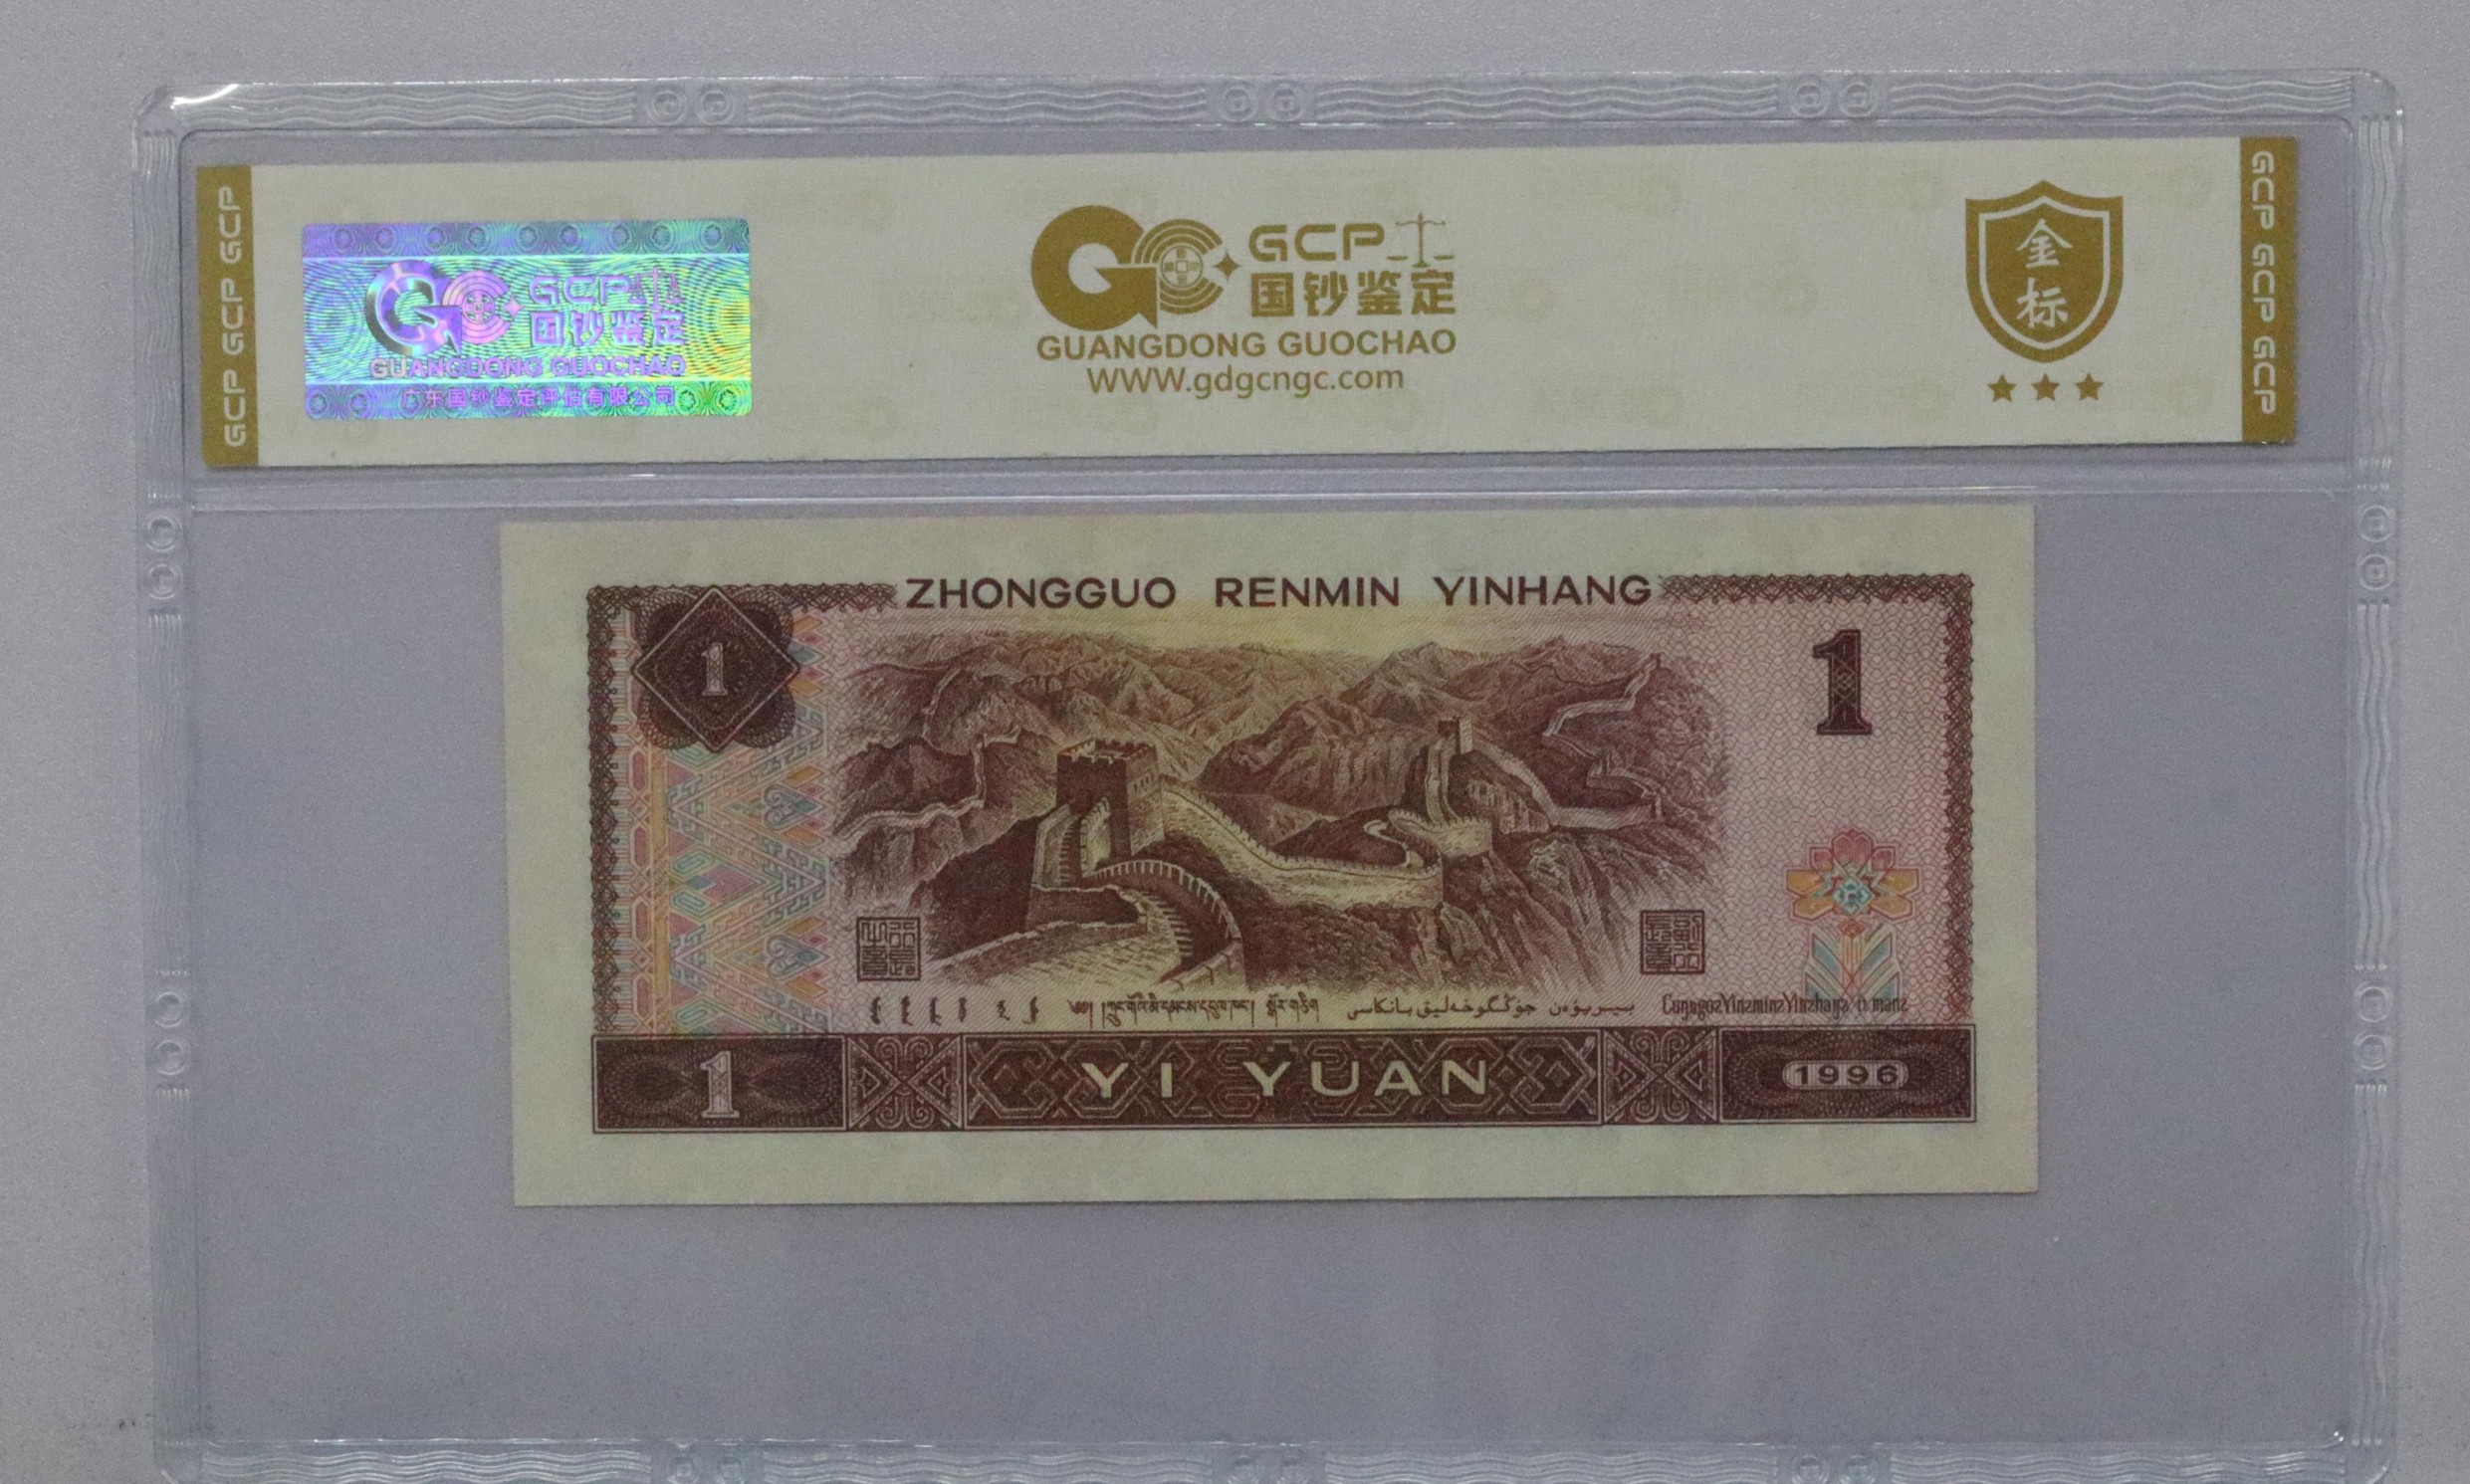 GCP GCP GCP
GCP
国钞鉴定
GUANGDONG GUOCHAO
广东国钞鉴定评估有限公司
GCP
国钞鉴定
GUANGDONG GUOCHAO
WWW.gdgcngc.com
金
标
GCP GCP GCP
ZHONGGUO RENMIN YINHANG
1
1
1
YI YUAN
1996